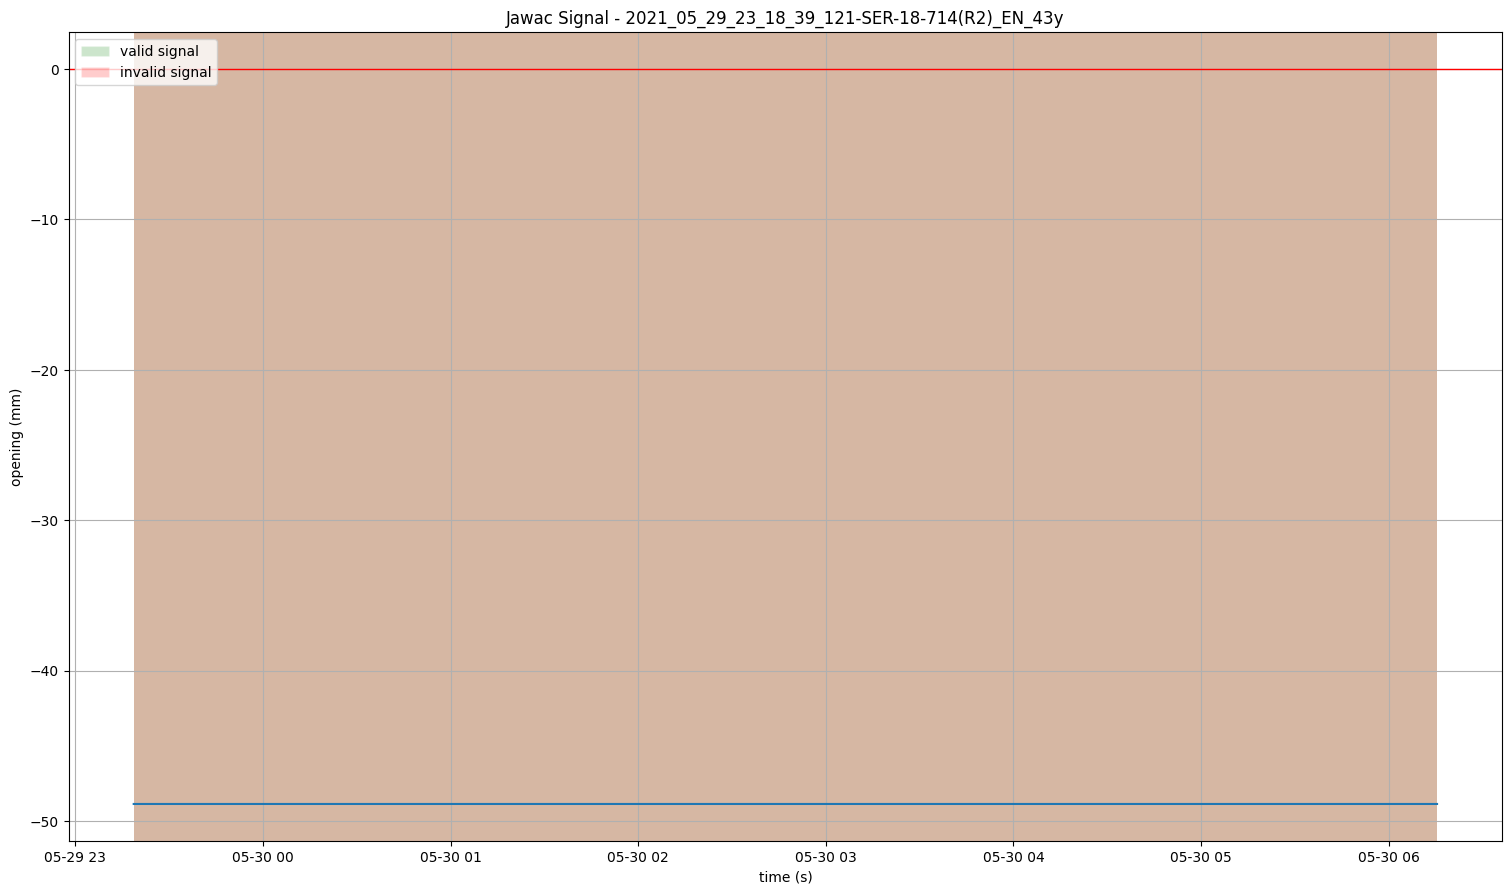 Jawac Signal - 2021_05_29_23_18_39_121-SER-18-714(R2)_EN_43y
valid signal
invalid signal
0
−10
−20
−30
−40
−50
opening (mm)
05-29 23
05-30 00
05-30 01
05-30 02
05-30 03
05-30 04
05-30 05
05-30 06
time (s)